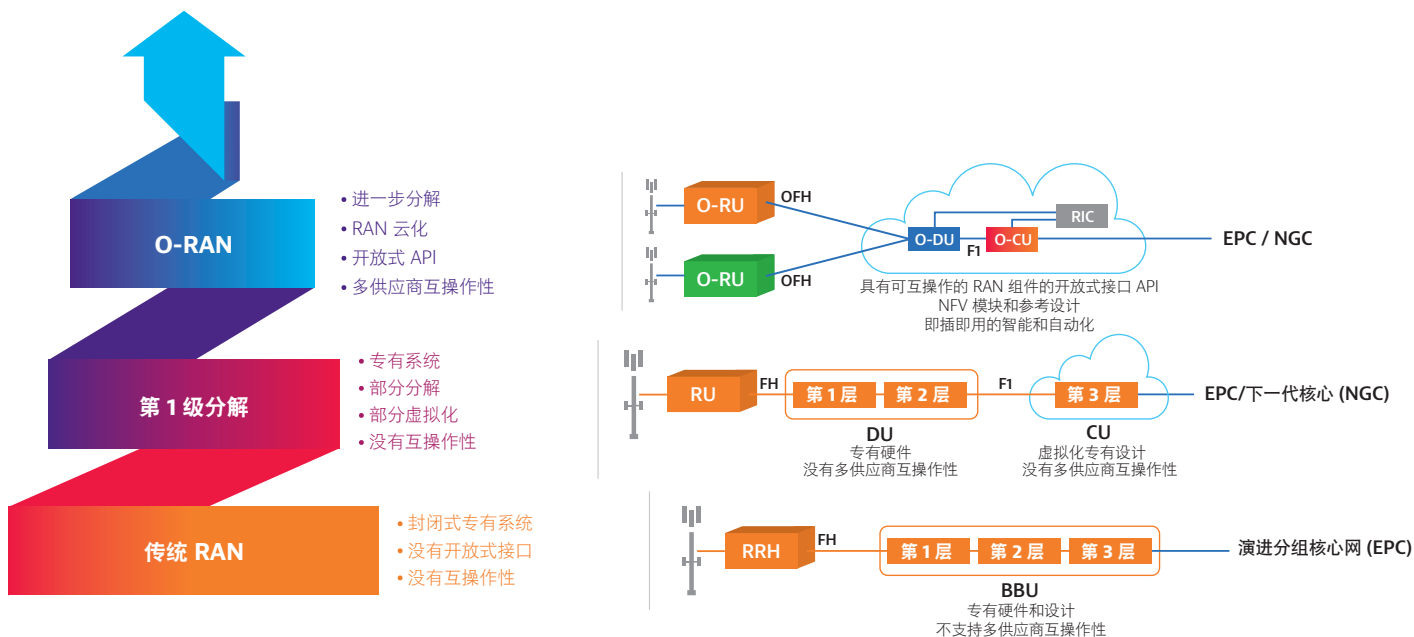 O-RAN
• 进一步分解
• RAN 云化
• 开放式 API
• 多供应商互操作性
O-RU
OFH
O-RU
OFH
RIC
O-DU
F1
O-CU
EPC / NGC
具有可互操作的 RAN 组件的开放式接口 API
NFV 模块和参考设计
即插即用的智能和自动化
第 1 级分解
• 专有系统
• 部分分解
• 部分虚拟化
• 没有互操作性
RU
FH
第 1 层
第 2 层
F1
第 3 层
EPC/下一代核心 (NGC)
DU
专有硬件
没有多供应商互操作性
CU
虚拟化专有设计
没有多供应商互操作性
传统 RAN
• 封闭式专有系统
• 没有开放式接口
• 没有互操作性
RRH
FH
第 1 层
第 2 层
第 3 层
演进分组核心网 (EPC)
BBU
专有硬件和设计
不支持多供应商互操作性